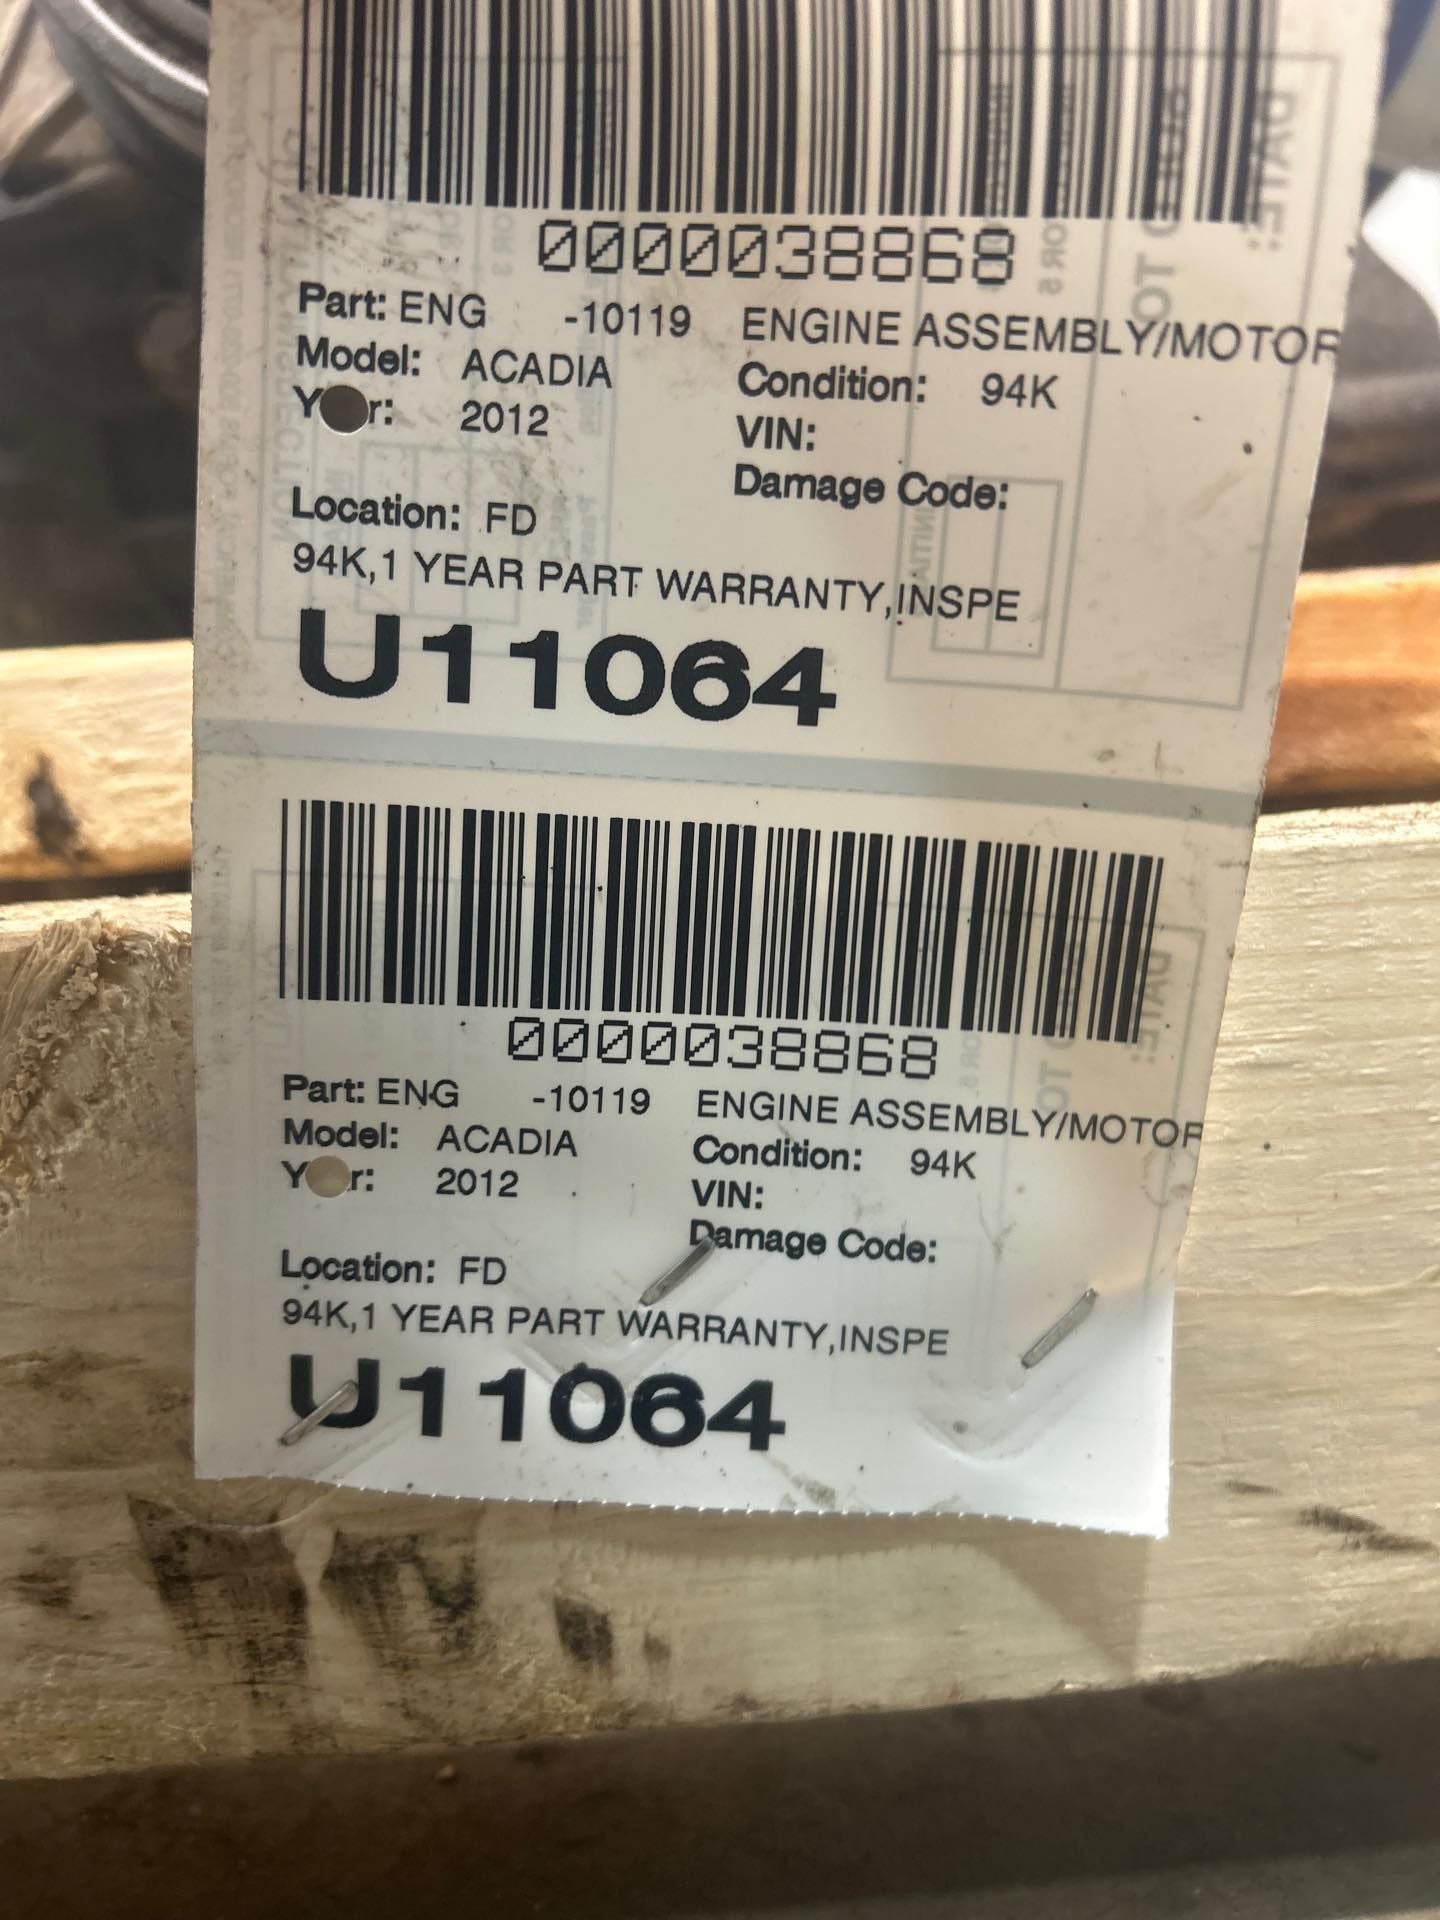 0000038868
Part: ENG -10119 ENGINE ASSEMBLY/MOTOR
Model: ACADIA Condition: 94K
Y r: 2012 VIN:
Damage Code:
Location: FD
94K,1 YEAR PART WARRANTY,INSPE
U11064
0000038868
Part: ENG -10119 ENGINE ASSEMBLY/MOTOR
Model: ACADIA Condition: 94K
Y r: 2012 VIN:
Damage Code:
Location: FD
94K,1 YEAR PART WARRANTY,INSPE
U11064